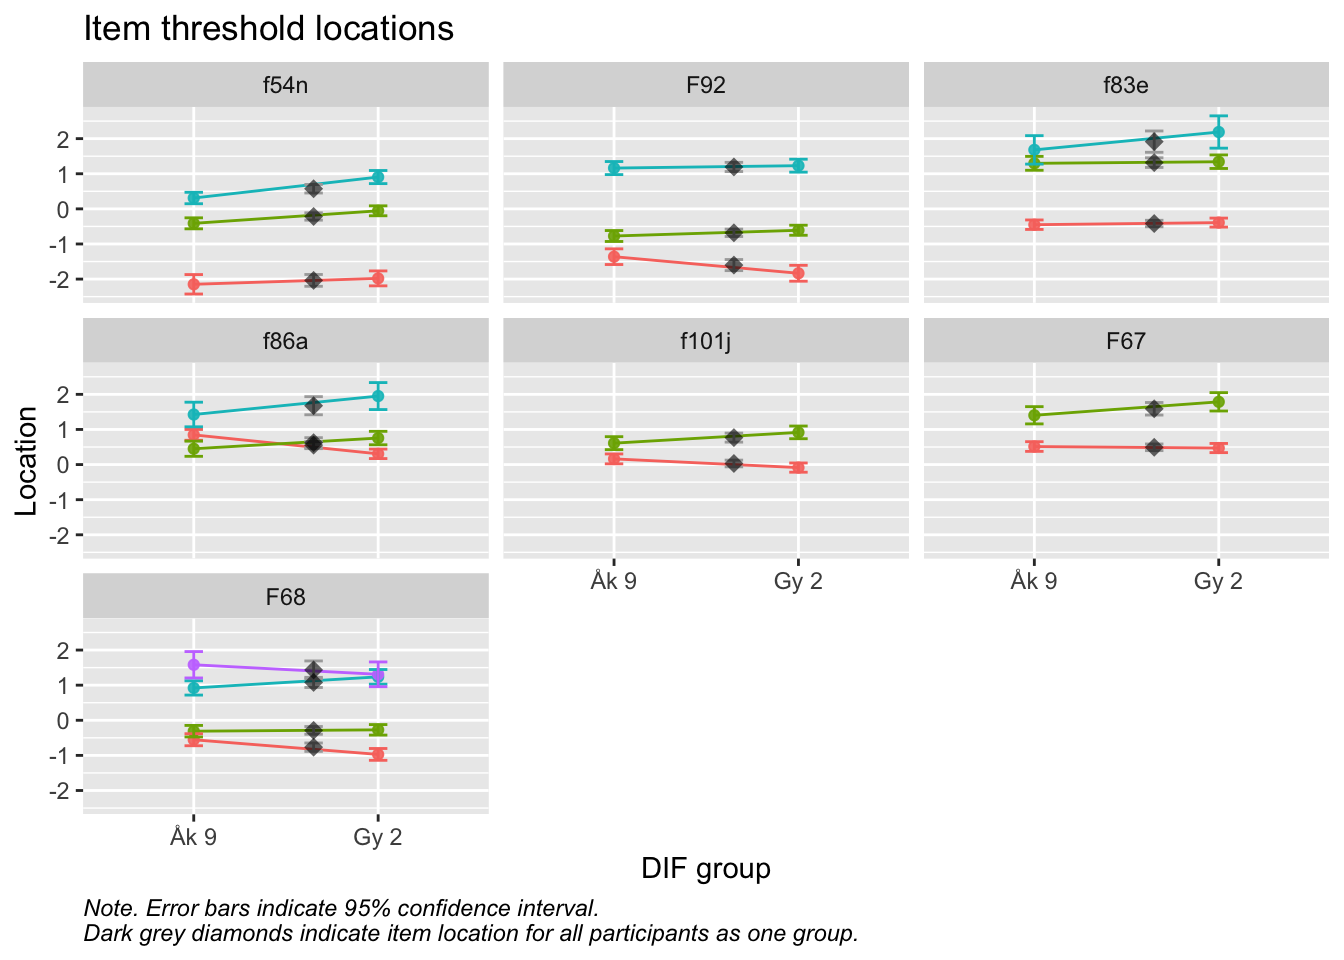 Item threshold locations
f54n
F92
f83e
2
1
0
-1
-2
f86a
f101j
F67
2
1
0
-1
-2
Åk 9
Gy 2
Åk 9
Gy 2
F68
2
1
0
-1
-2
Åk 9
Gy 2
Location
DIF group
Note. Error bars indicate 95% confidence interval.
Dark grey diamonds indicate item location for all participants as one group.